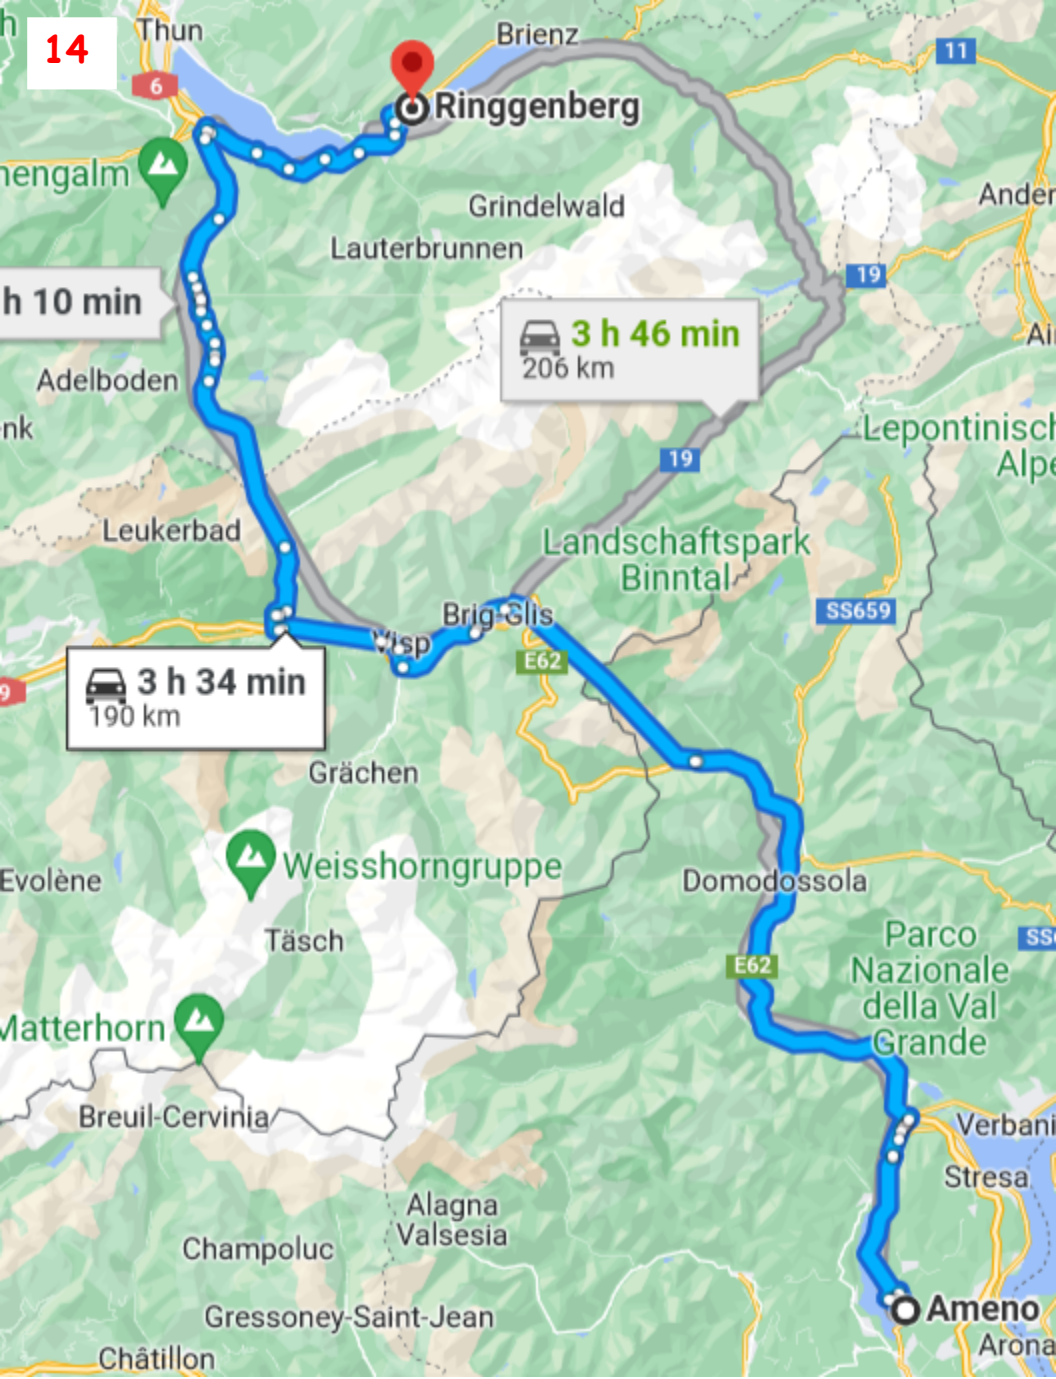 Thun
Brienz
14
11
6
Ringgenberg
nengalm
Ander
Grindelwald
Lauterbrunnen
19
h 10 min
3 h 46 min
206 km
Ai
Adelboden
nk
Lepontinisch
Alpe
19
Leukerbad
Landschaftspark
Binntal
SS659
Brig-Glis
Visp
E62
9
3 h 34 min
190 km
Grächen
Weisshorngruppe
Evolène
Domodossola
Täsch
Parco
Nazionale
della Val
Grande
SS
E62
Matterhorn
Breuil-Cervinia
Verbani
Stresa
Alagna
Valsesia
Champoluc
Ameno
Gressoney-Saint-Jean
Arona
Châtillon